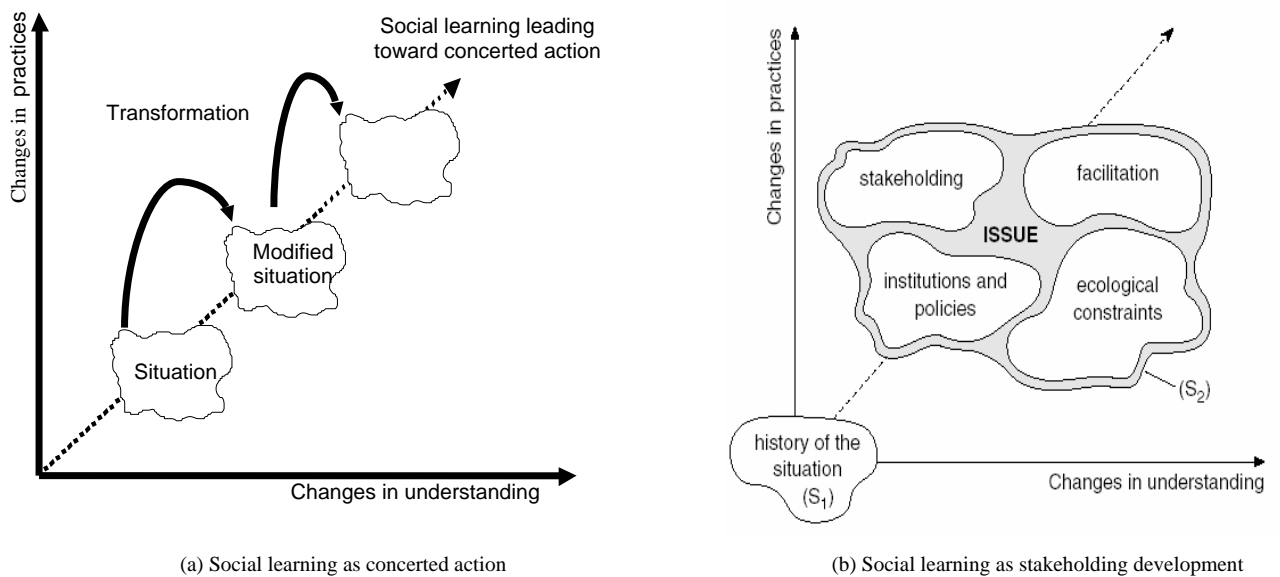 Social learning leading
toward concerted action
Changes in practices
Transformation
Modified
situation
Situation
Changes in understanding
(a) Social learning as concerted action
Changes in practices
stakeholding
facilitation
ISSUE
institutions and
policies
ecological
constraints
(S2)
history of the
situation
(S1)
Changes in understanding
(b) Social learning as stakeholding development